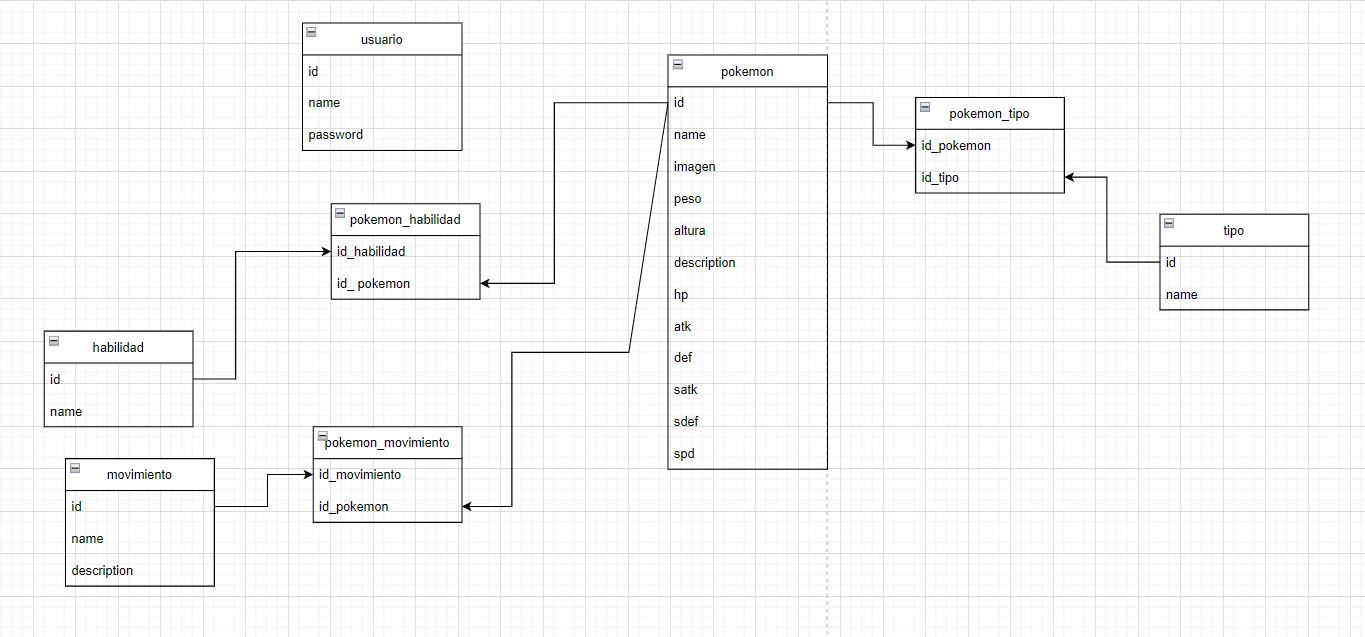 usuario
id
name
password
pokemon
id
name
imagen
peso
altura
description
hp
atk
def
satk
sdef
spd
pokemon_tipo
id_pokemon
id_tipo
tipo
id
name
pokemon_habilidad
id_habilidad
id_ pokemon
habilidad
id
name
pokemon_movimiento
id_movimiento
id_pokemon
movimiento
id
name
description